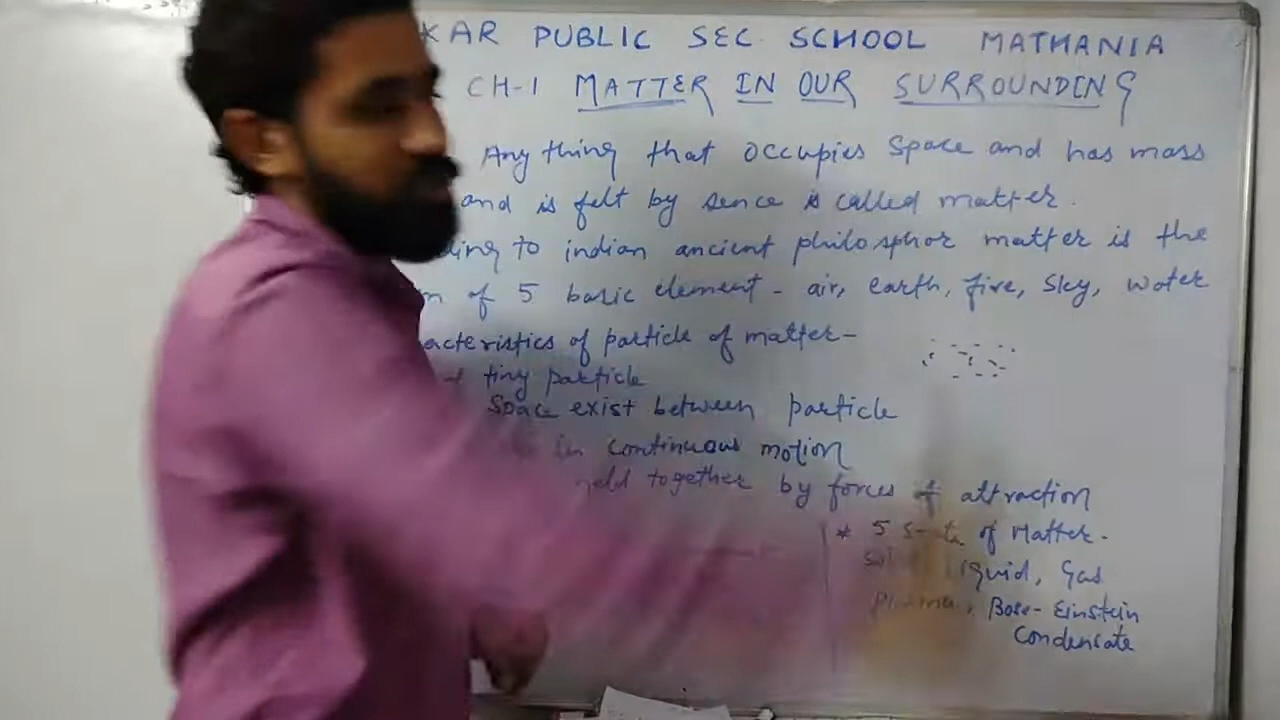 KAR PUBLIC SEC. SCHOOL MATHANIA
CH-1 MATTER IN OUR SURROUNDING
Any thing that occupies space and has mass
and is felt by sence is called matter.
to indian ancient philosphor matter is the
of 5 basic element - air, earth, fire, sky, water
acteristics of particle of matter-
tiny particle
Space exist between particle
in continuous motion
held together by forces of attraction
* 5 of Matter-
liquid, Gas
Bose-Einstein
Condensate